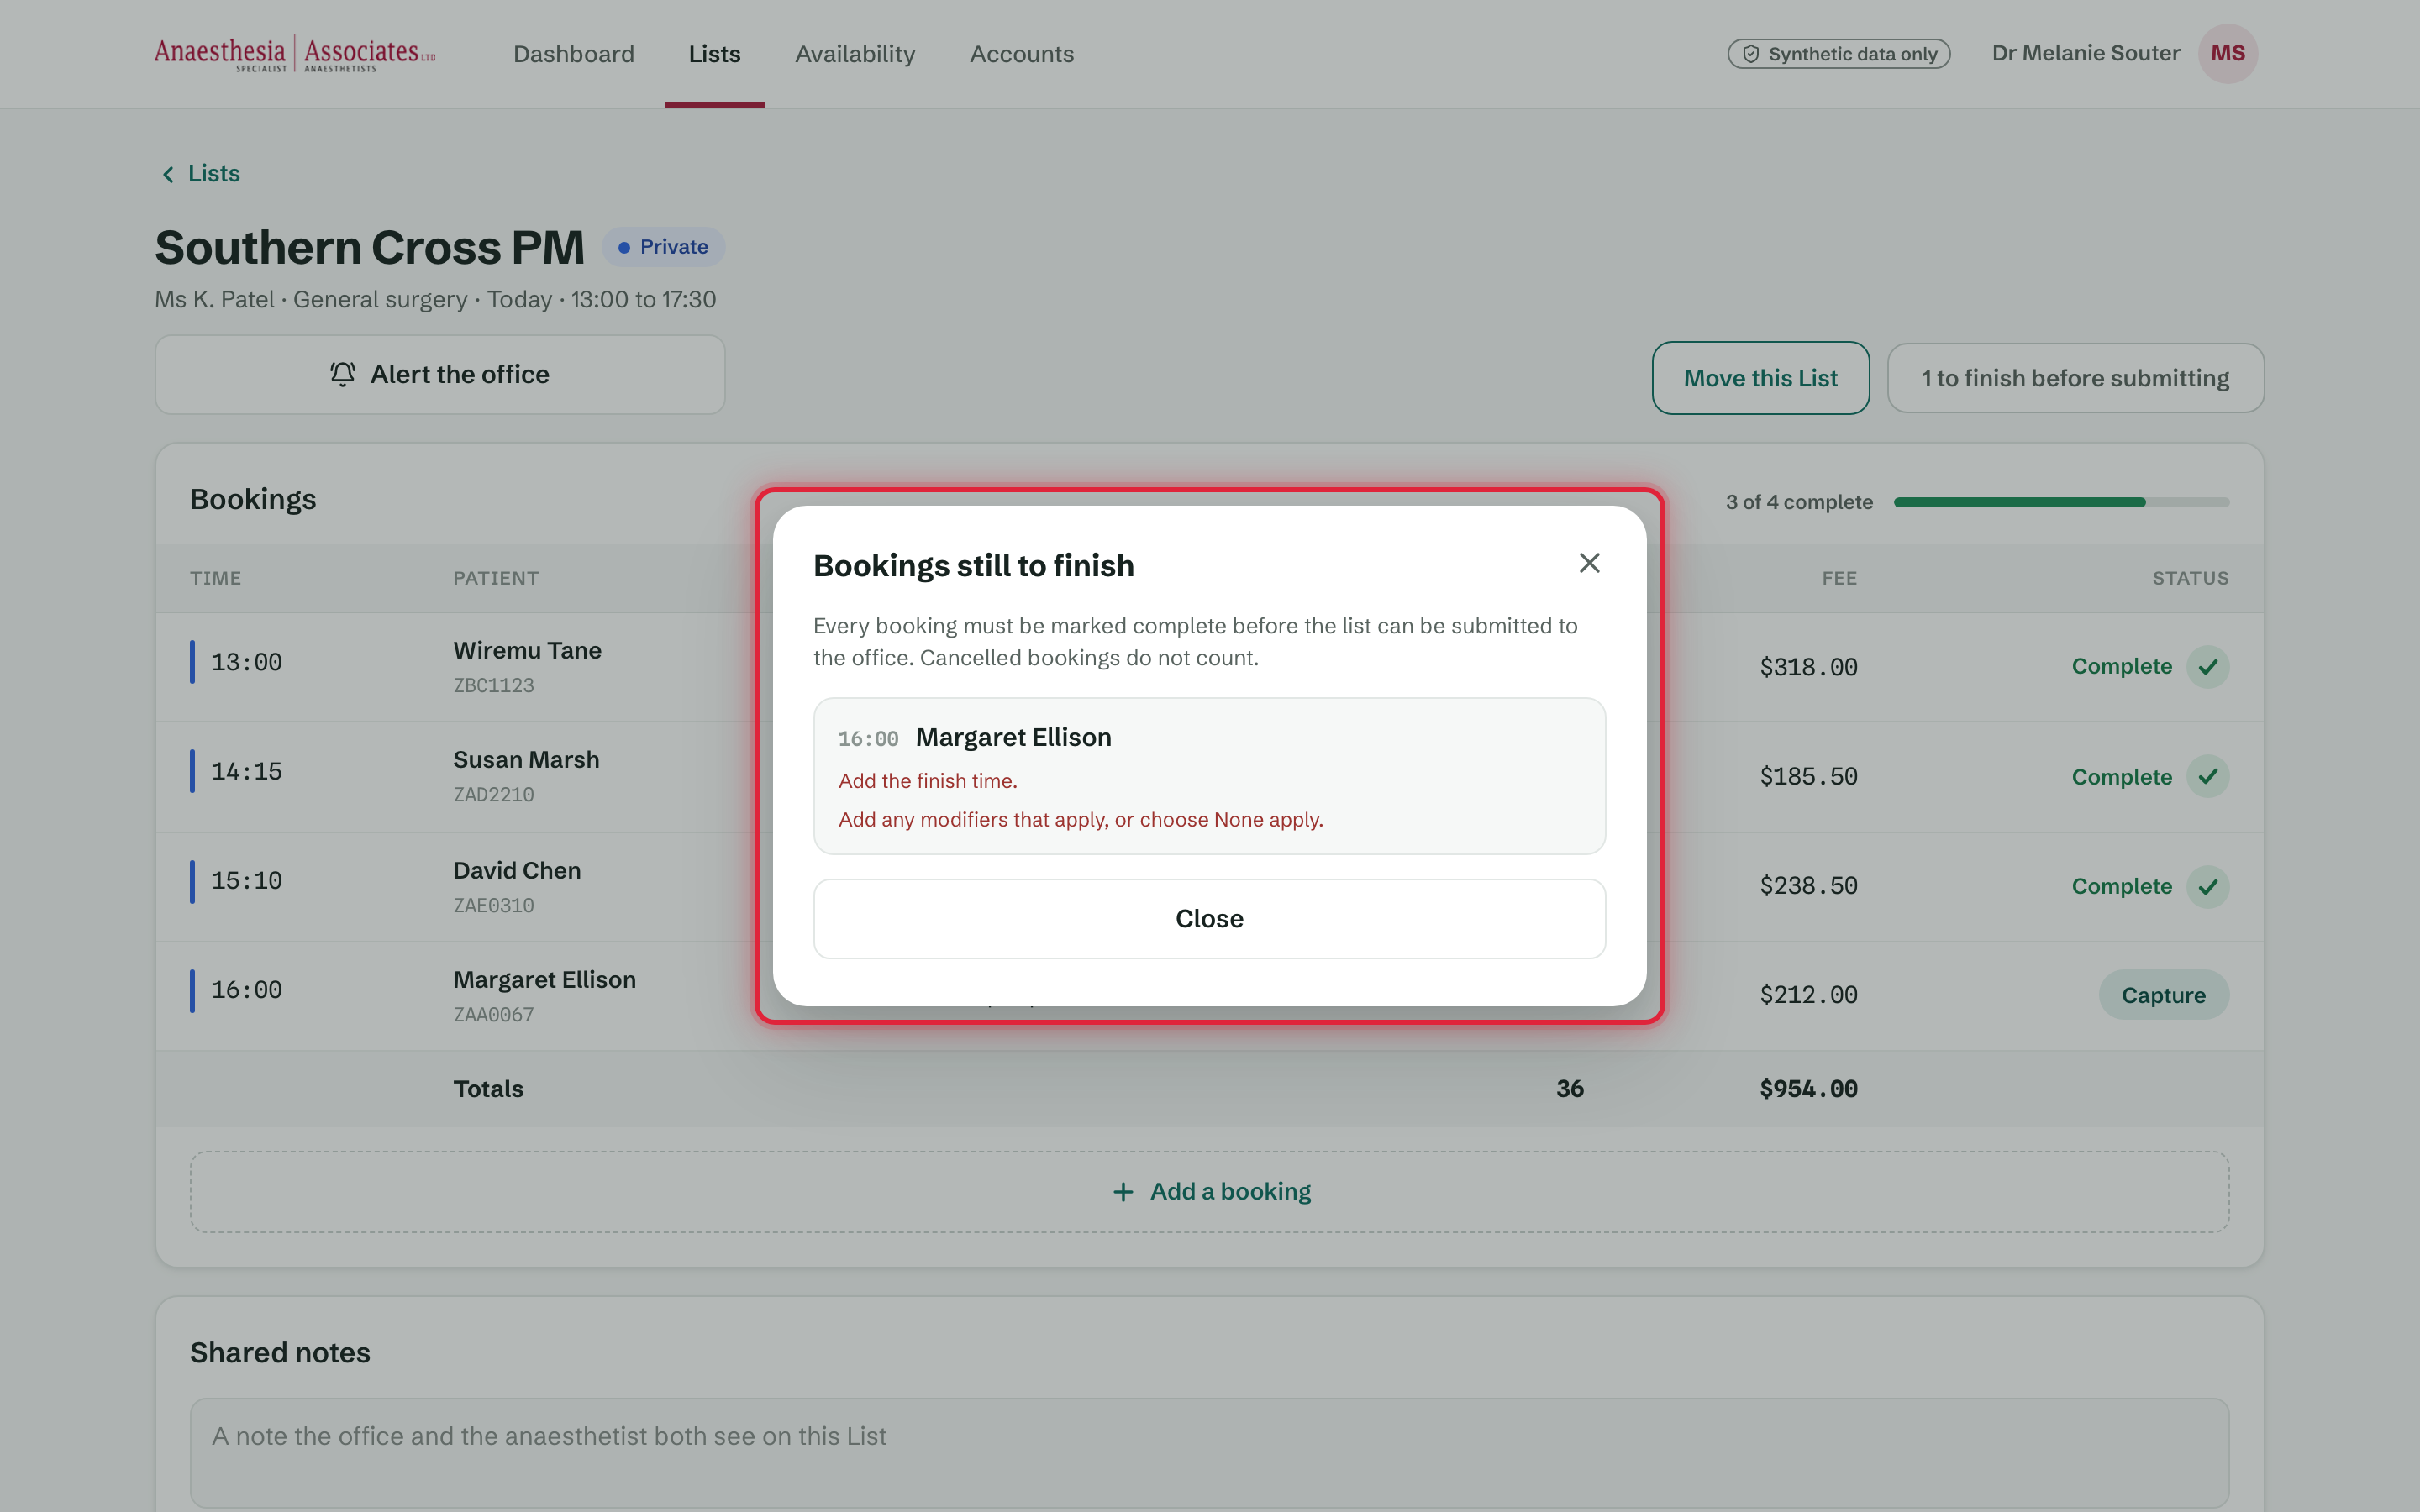 Anaesthesia Associates LTD
SPECIALIST ANAESTHETISTS
Dashboard
Lists
Availability
Accounts
Synthetic data only
Dr Melanie Souter
MS
Lists
Southern Cross PM
Private
Ms K. Patel · General surgery · Today · 13:00 to 17:30
Alert the office
Move this List
1 to finish before submitting
Bookings
3 of 4 complete
TIME PATIENT FEE STATUS
13:00 Wiremu Tane $318.00 Complete
ZBC1123
14:15 Susan Marsh $185.50 Complete
ZAD2210
15:10 David Chen $238.50 Complete
ZAE0310
16:00 Margaret Ellison $212.00 Capture
ZAA0067
Totals 36 $954.00
Add a booking
Bookings still to finish
Every booking must be marked complete before the list can be submitted to
the office. Cancelled bookings do not count.
16:00 Margaret Ellison
Add the finish time.
Add any modifiers that apply, or choose None apply.
Close
Shared notes
A note the office and the anaesthetist both see on this List